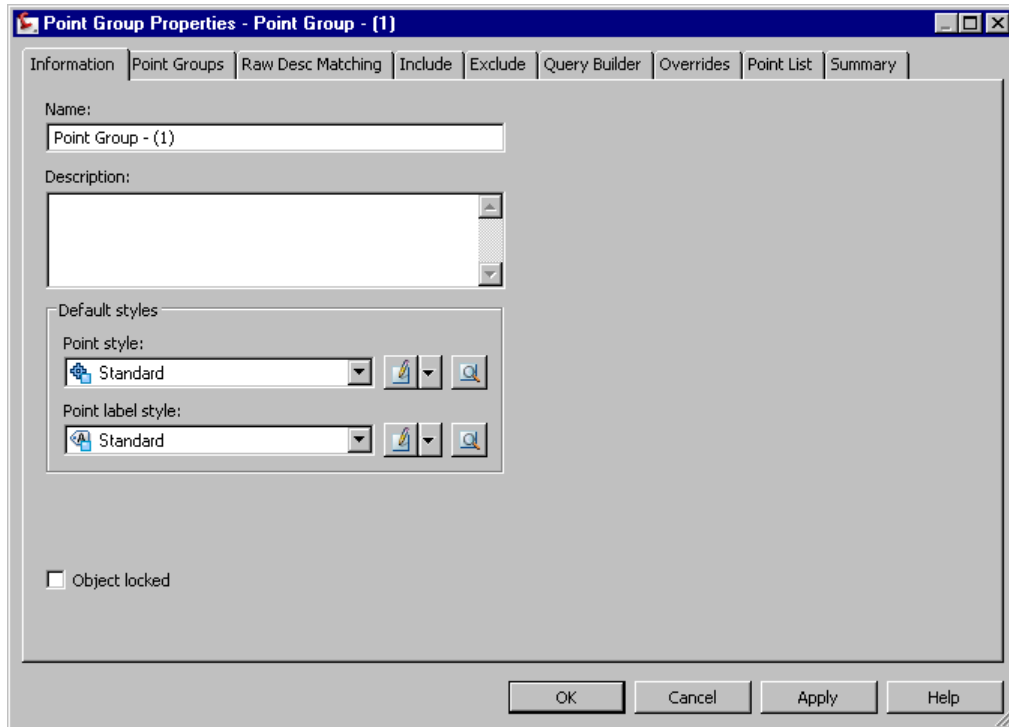 Point Group Properties - Point Group - (1)
Information Point Groups Raw Desc Matching Include Exclude Query Builder Overrides Point List Summary
Name:
Point Group - (1)
Description:
Default styles
Point style:
Standard
Point label style:
Standard
Object locked
OK Cancel Apply Help